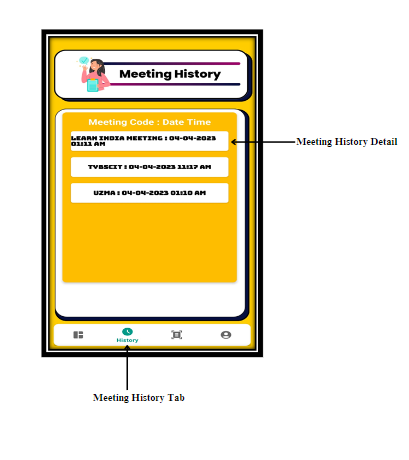 Meeting History
Meeting Code : Date Time
LEARN INDIA MEETING : 04-04-2023
01:11 AM
TYBSCIT : 04-04-2023 11:17 AM
UZMA : 04-04-2023 01:10 AM
Meeting History Detail
History
Meeting History Tab